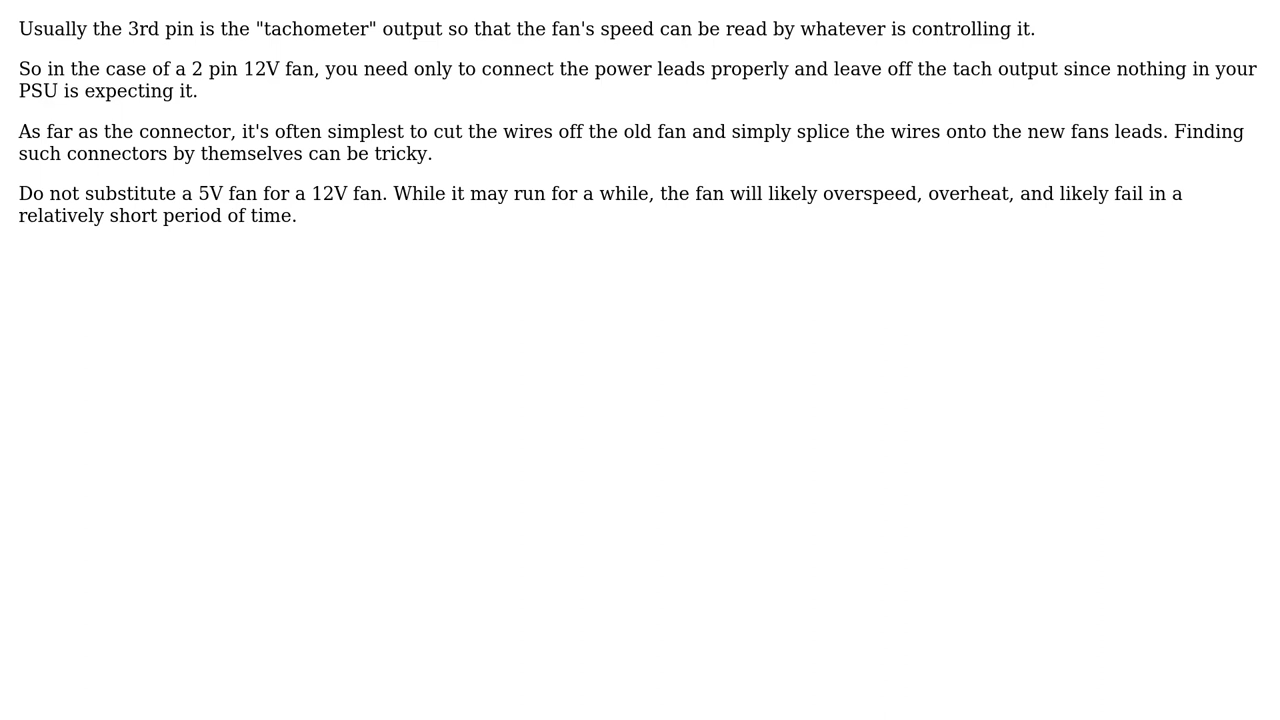 Usually the 3rd pin is the "tachometer" output so that the fan's speed can be read by whatever is controlling it.
So in the case of a 2 pin 12V fan, you need only to connect the power leads properly and leave off the tach output since nothing in your
PSU is expecting it.
As far as the connector, it's often simplest to cut the wires off the old fan and simply splice the wires onto the new fans leads. Finding
such connectors by themselves can be tricky.
Do not substitute a 5V fan for a 12V fan. While it may run for a while, the fan will likely overspeed, overheat, and likely fail in a
relatively short period of time.